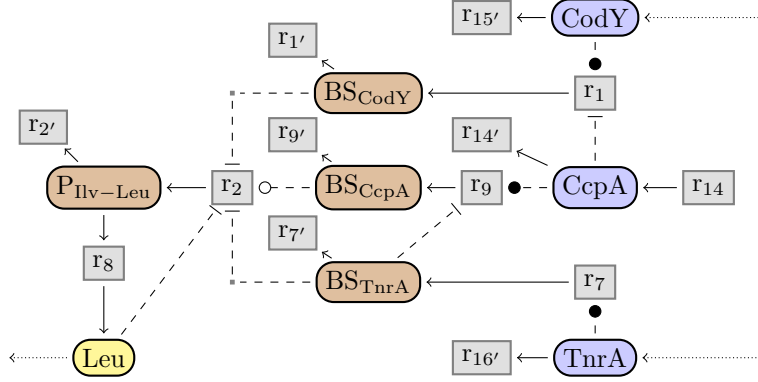 r15′ CodY
r1′
BSCodY r1
r2′ r9′ r14′
PIlv−Leu r2 BSCcpA r9 CcpA r14
r7′
r8 BSTnrA r7
Leu r16′ TnrA